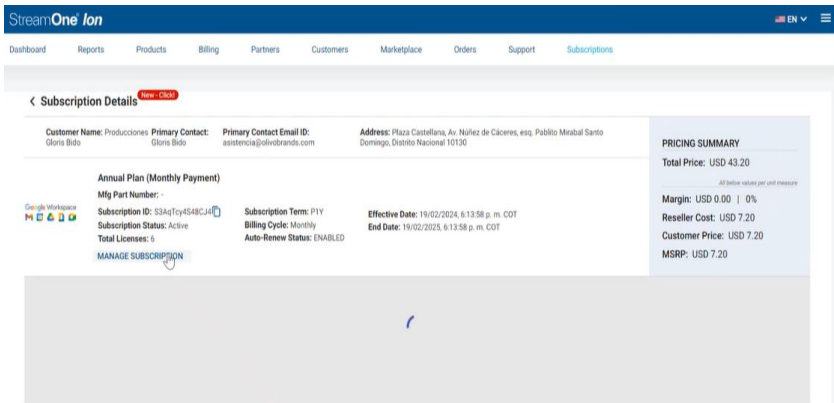 StreamOne® Ion
EN
Dashboard Reports Products Billing Partners Customers Marketplace Orders Support Subscriptions
Subscription Details New - Click!
Customer Name: Producciones Gloris Bido
Primary Contact: Gloris Bido
Primary Contact Email ID: asistencia@olivobrands.com
Address: Plaza Castellana, Av. Núñez de Cáceres, esq. Pablito Mirabal Santo
Domingo, Distrito Nacional 10130
Google Workspace
Annual Plan (Monthly Payment)
Mfg Part Number: -
Subscription ID: S3AqTcy4S48CJ4
Subscription Status: Active
Total Licenses: 6
MANAGE SUBSCRIPTION
Subscription Term: P1Y
Billing Cycle: Monthly
Auto-Renew Status: ENABLED
Effective Date: 19/02/2024, 6:13:58 p. m. COT
End Date: 19/02/2025, 6:13:58 p. m. COT
PRICING SUMMARY
Total Price: USD 43.20
All below values per unit measure
Margin: USD 0.00 | 0%
Reseller Cost: USD 7.20
Customer Price: USD 7.20
MSRP: USD 7.20